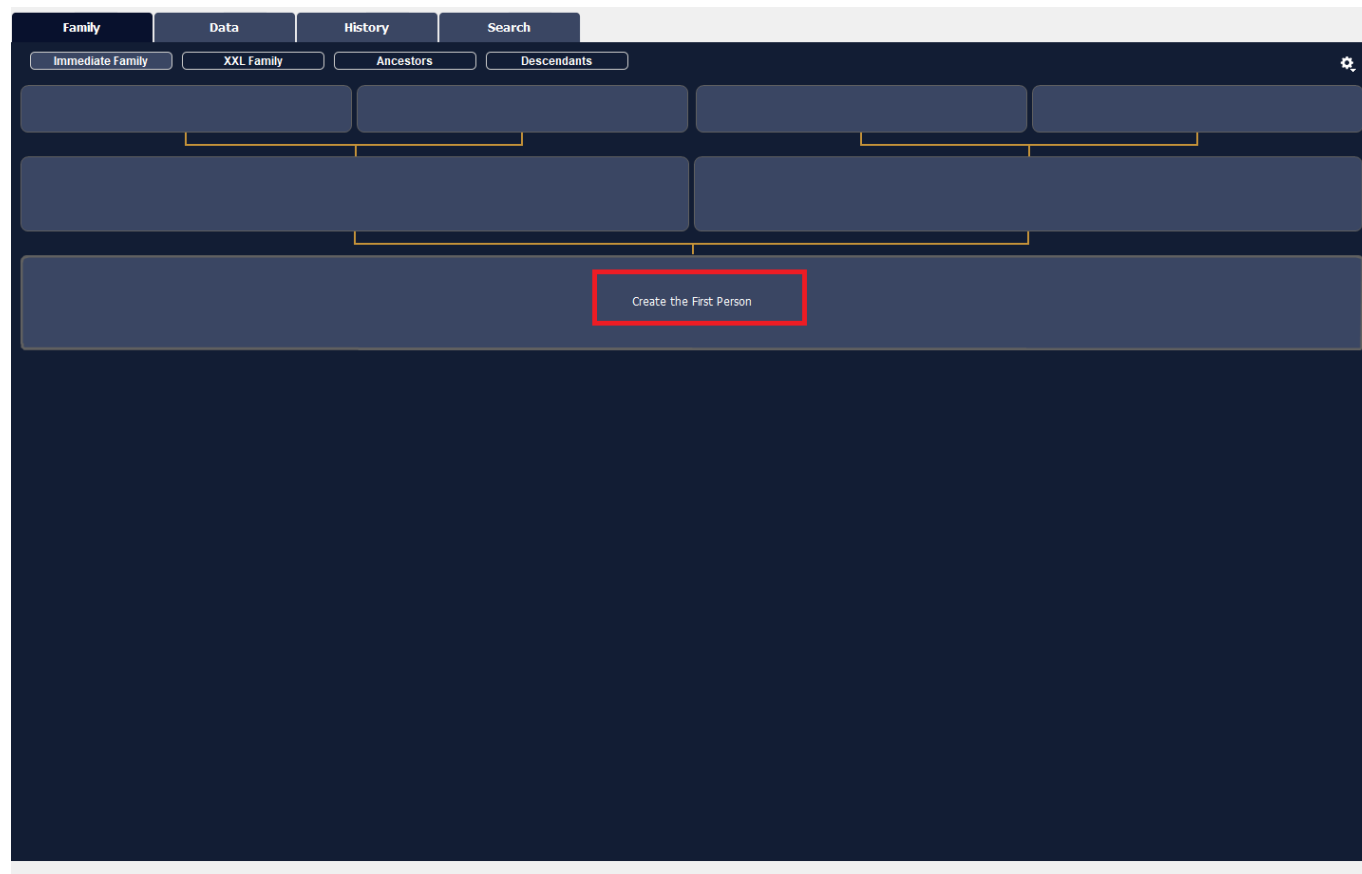 Family Data History Search
Immediate Family XXL Family Ancestors Descendants
Create the First Person